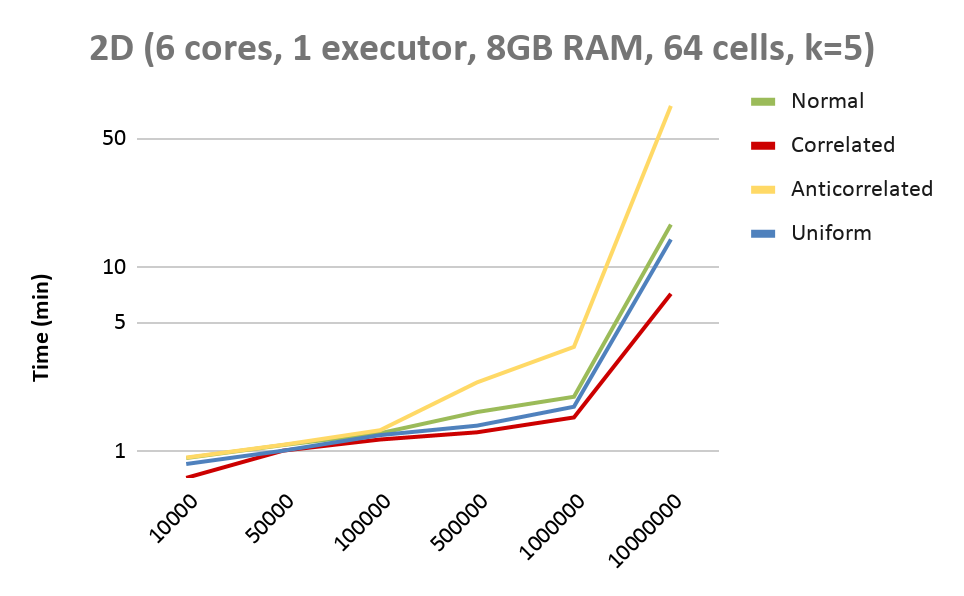 2D (6 cores, 1 executor, 8GB RAM, 64 cells, k=5)
Normal
Correlated
Anticorrelated
Uniform
Time (min)
50
10
5
1
10000
50000
100000
500000
1000000
10000000